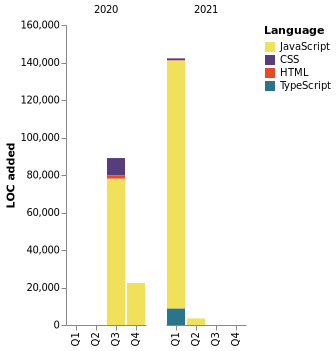 2020
2021
160,000
140,000
120,000
100,000
80,000
60,000
40,000
20,000
0
LOC added
Q1
Q2
Q3
Q4
Q1
Q2
Q3
Q4
Language
JavaScript
CSS
HTML
TypeScript